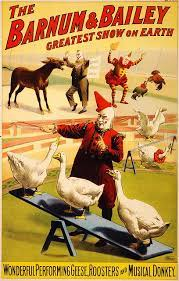 THE
BARNUM & BAILEY
GREATEST SHOW ON EARTH
WONDERFUL PERFORMING GEESE, ROOSTERS AND MUSICAL DONKEY.